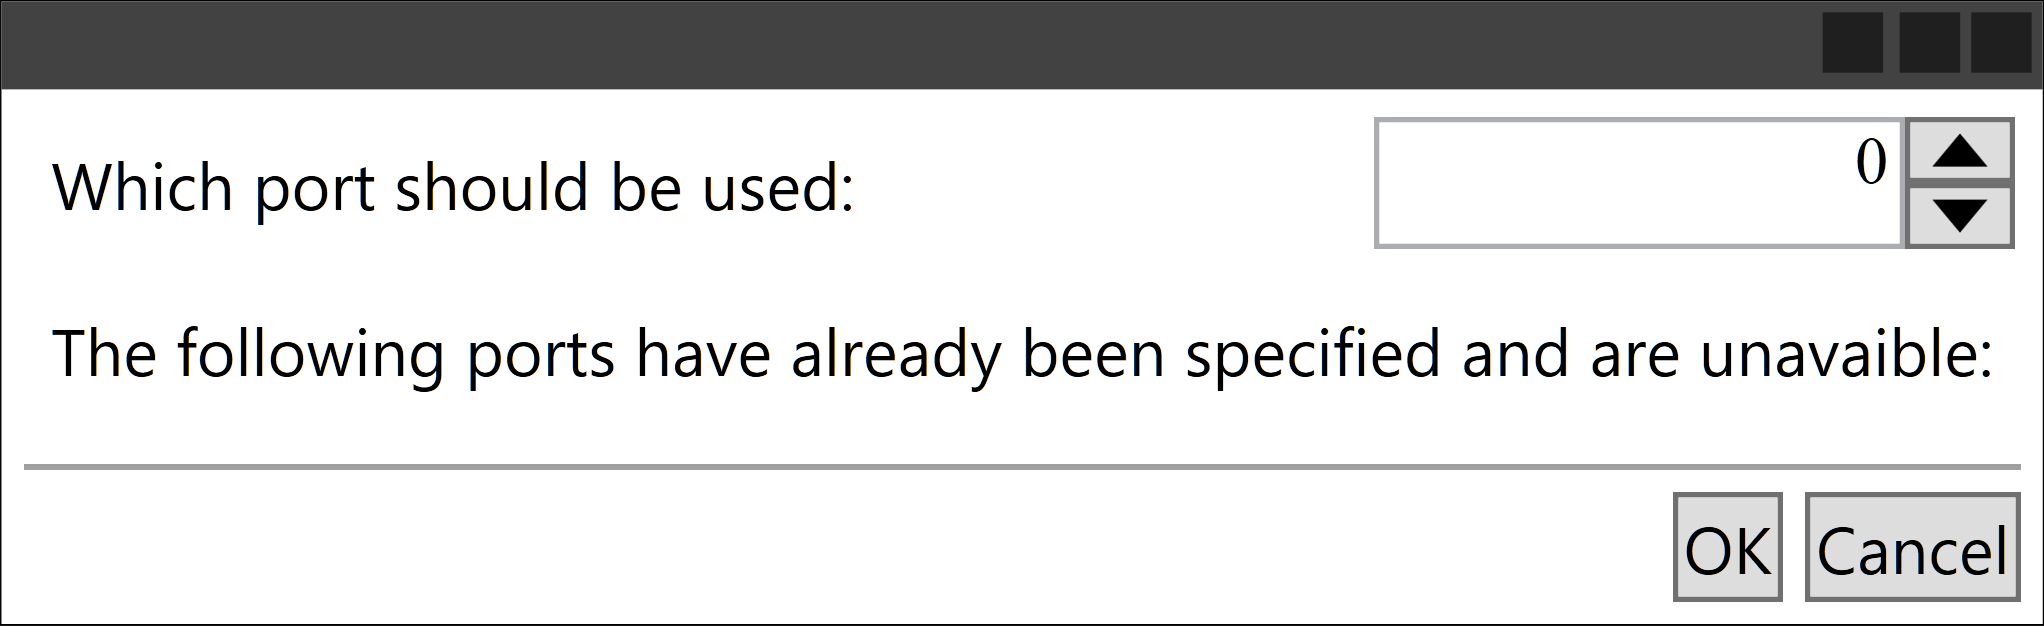 Which port should be used:
0
The following ports have already been specified and are unavaible:
OK Cancel